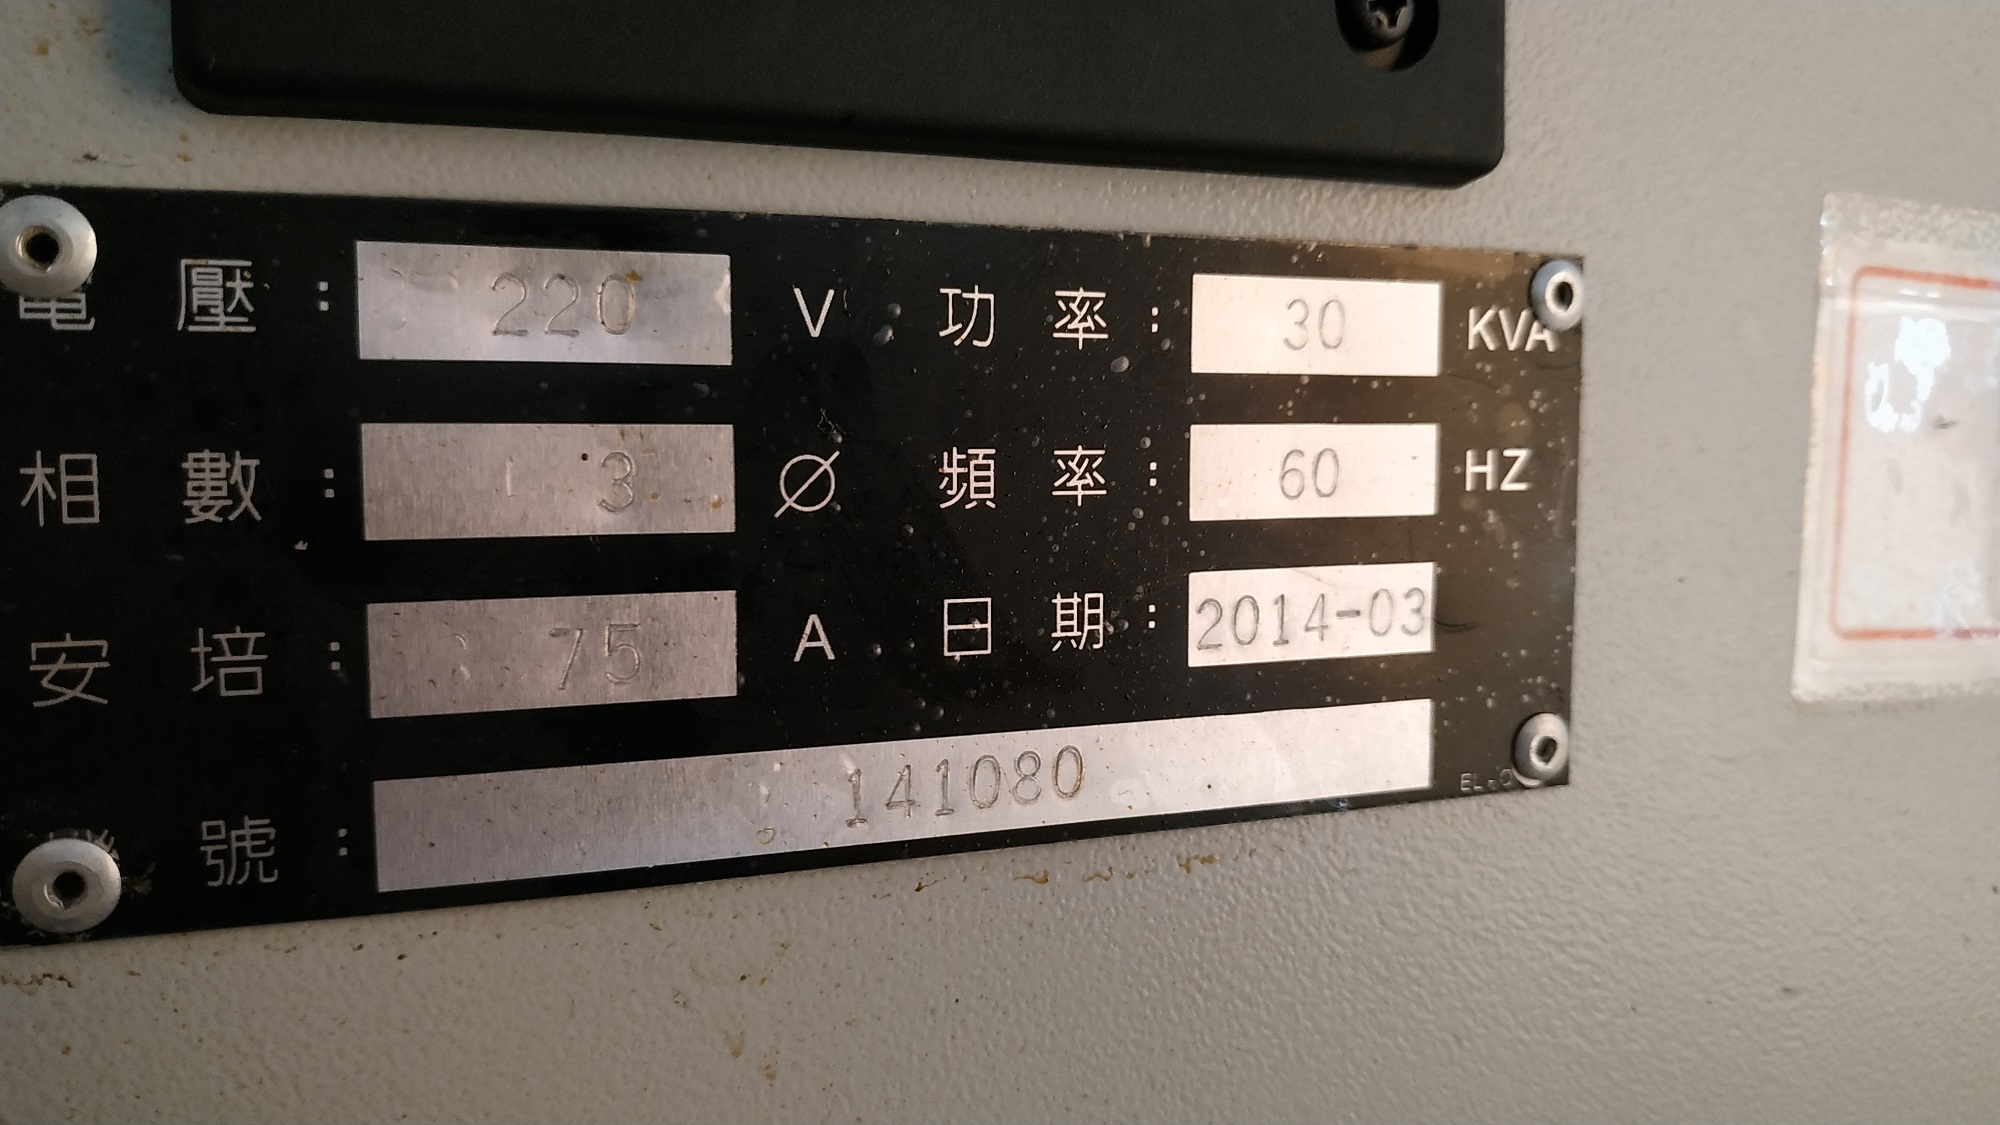 電壓: 220 V 功率: 30 KVA
相數: 3 Ø 頻率: 60 HZ
安培: 75 A 日期: 2014-03
號: 141080